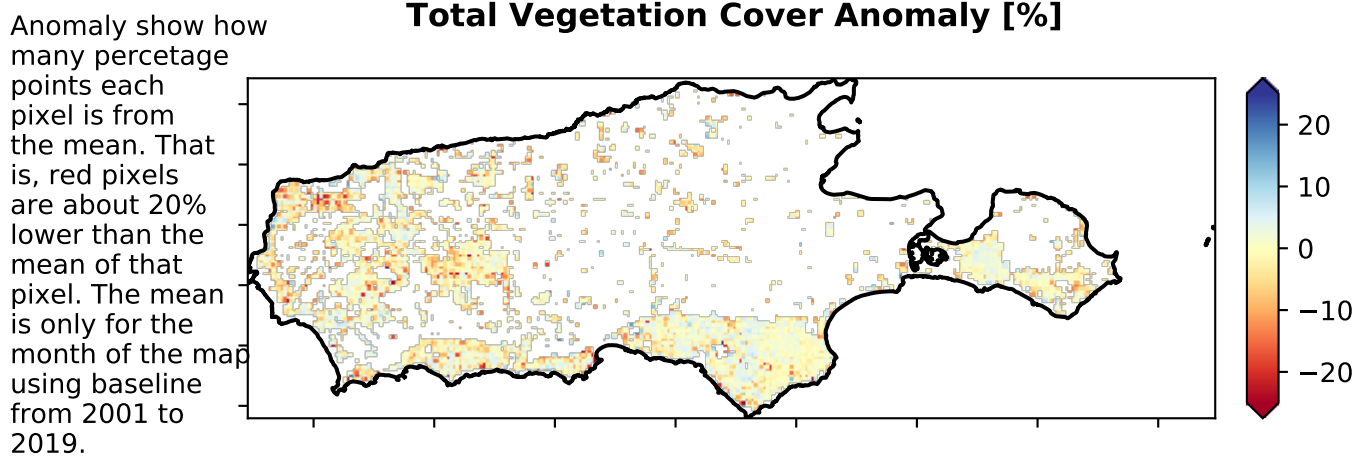 Total Vegetation Cover Anomaly [%]
Anomaly show how
many percetage
points each
pixel is from
the mean. That
is, red pixels
are about 20%
lower than the
mean of that
pixel. The mean
is only for the
month of the map
using baseline
from 2001 to
2019.
20
10
0
−10
−20